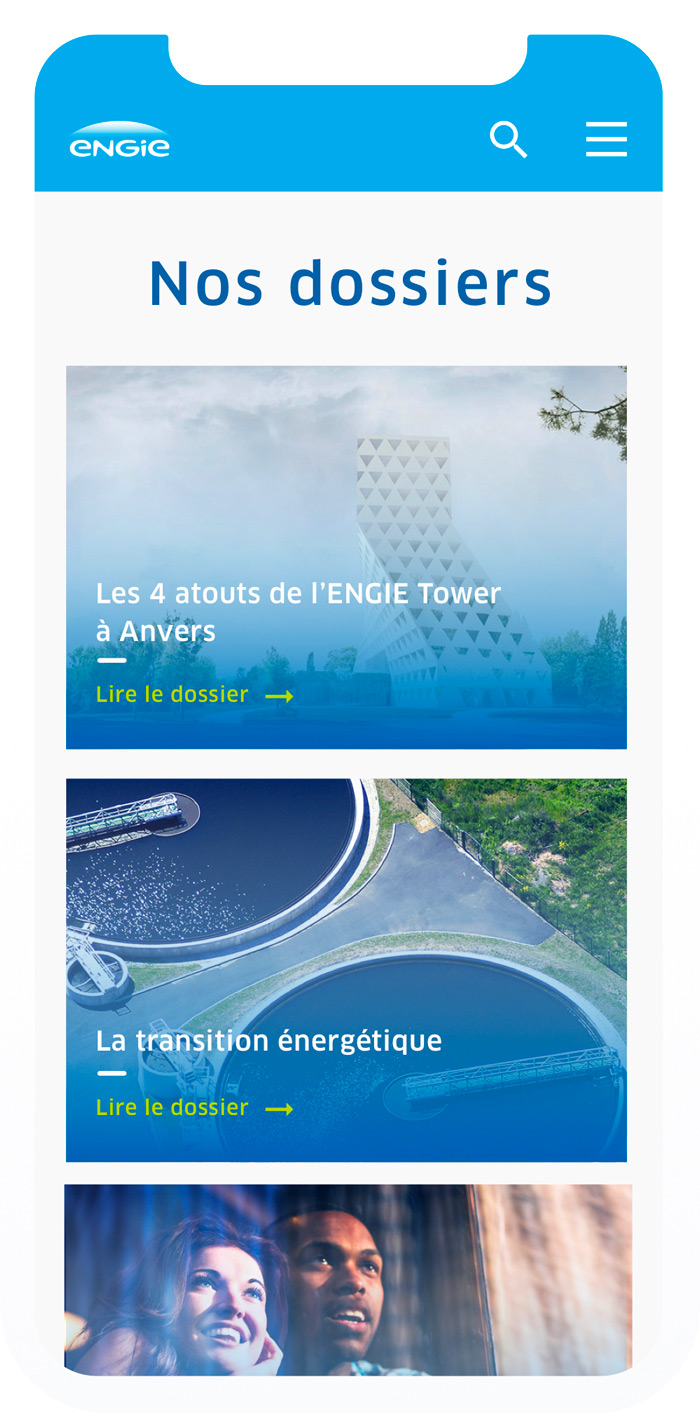 ENGIE
Nos dossiers
Les 4 atouts de l’ENGIE Tower
à Anvers
Lire le dossier
La transition énergétique
Lire le dossier